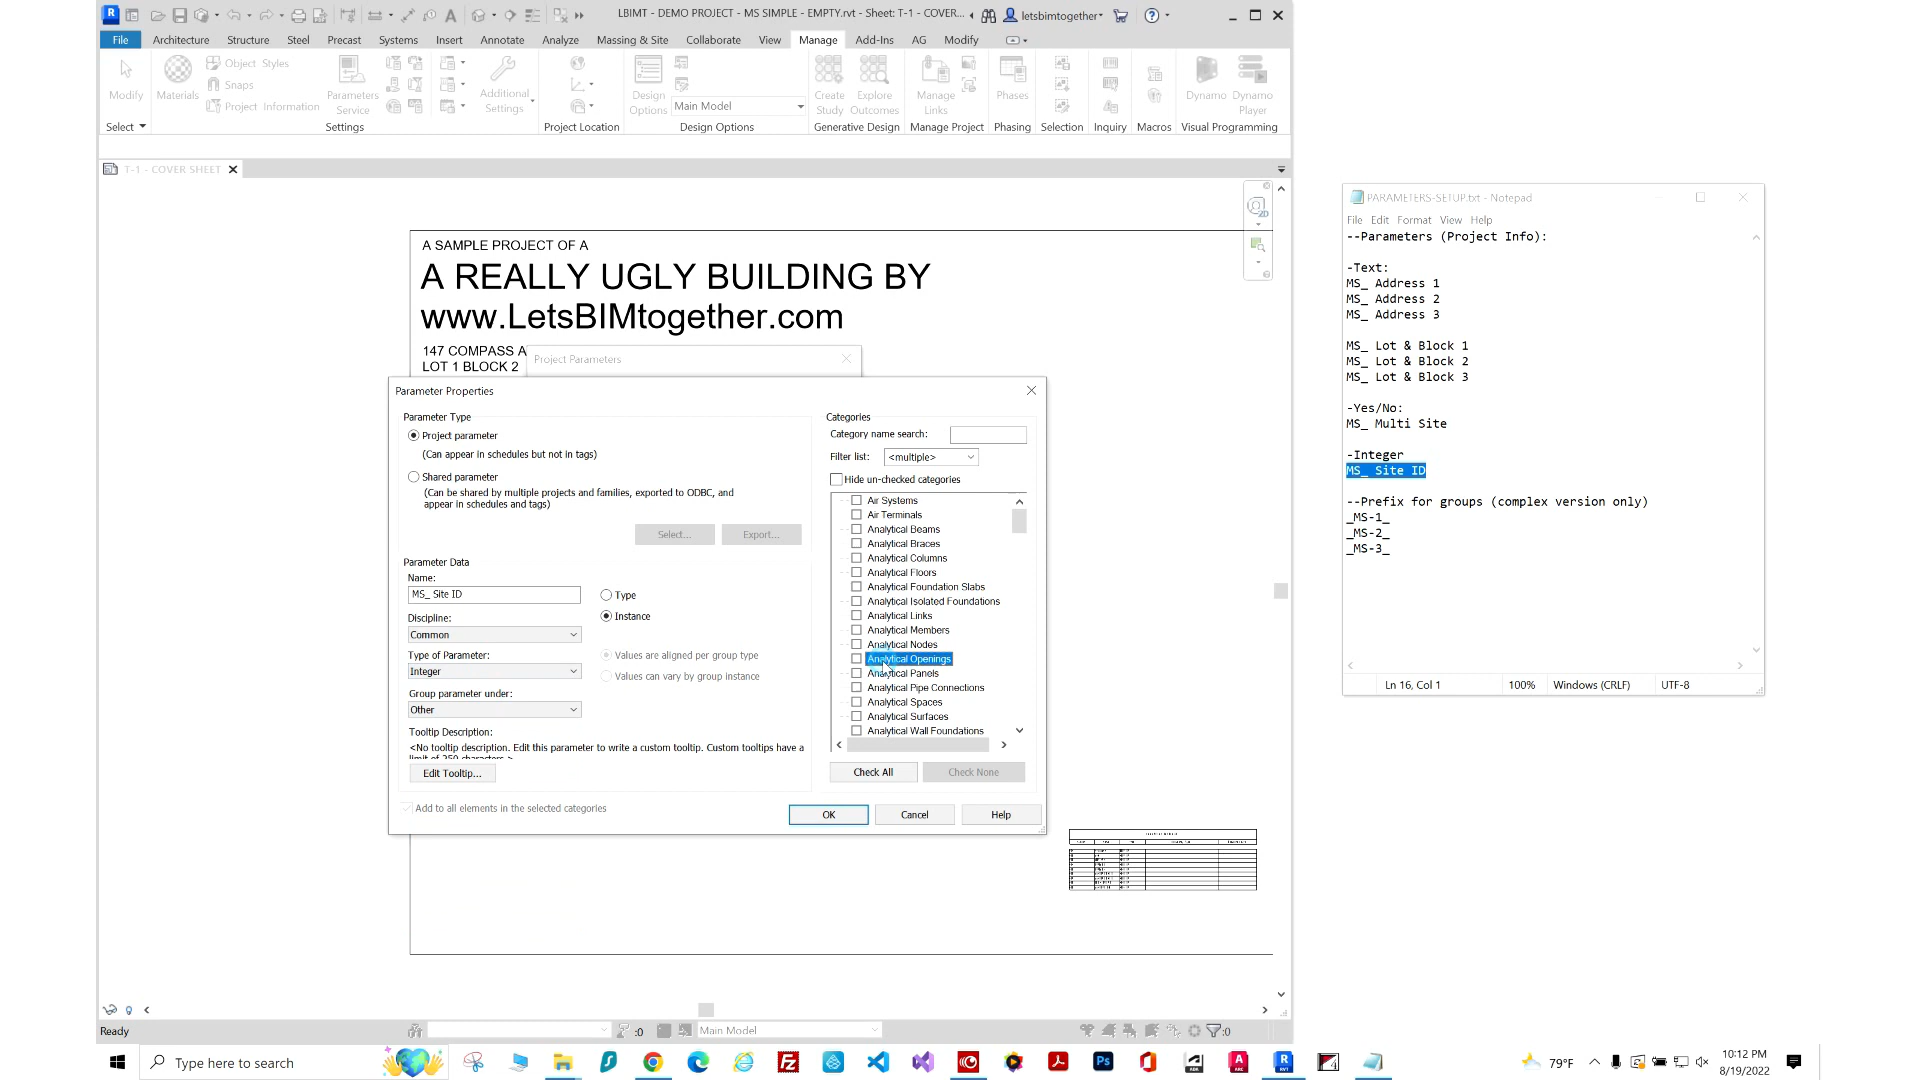 LBIMT - DEMO PROJECT - MS SIMPLE - EMPTY.rvt - Sheet: T-1 - COVER...
letsbimtogether
File
Architecture
Structure
Steel
Precast
Systems
Insert
Annotate
Analyze
Massing & Site
Collaborate
View
Manage
Add-Ins
AG
Modify
Modify
Materials
Object Styles
Snaps
Project Information
Parameters Service
Additional Settings
Design Options
Main Model
Create Study
Explore Outcomes
Manage Links
Phases
Dynamo
Dynamo Player
Select
Settings
Project Location
Design Options
Generative Design
Manage Project
Phasing
Selection
Inquiry
Macros
Visual Programming
T-1 - COVER SHEET
A SAMPLE PROJECT OF A
A REALLY UGLY BUILDING BY
www.LetsBIMtogether.com
147 COMPASS A
LOT 1 BLOCK 2
Project Parameters
Parameter Properties
Parameter Type
Project parameter
(Can appear in schedules but not in tags)
Shared parameter
(Can be shared by multiple projects and families, exported to ODBC, and
appear in schedules and tags)
Select...
Export...
Parameter Data
Name:
MS_ Site ID
Type
Discipline:
Instance
Common
Type of Parameter:
Values are aligned per group type
Integer
Values can vary by group instance
Group parameter under:
Other
Tooltip Description:
<No tooltip description. Edit this parameter to write a custom tooltip. Custom tooltips have a
limit of 250 characters.>
Edit Tooltip...
Add to all elements in the selected categories
Categories
Category name search:
Filter list:
<multiple>
Hide un-checked categories
Air Systems
Air Terminals
Analytical Beams
Analytical Braces
Analytical Columns
Analytical Floors
Analytical Foundation Slabs
Analytical Isolated Foundations
Analytical Links
Analytical Members
Analytical Nodes
Analytical Openings
Analytical Panels
Analytical Pipe Connections
Analytical Spaces
Analytical Surfaces
Analytical Wall Foundations
Check All
Check None
OK
Cancel
Help
PARAMETERS-SETUP.txt - Notepad
File Edit Format View Help
--Parameters (Project Info):
-Text:
MS_ Address 1
MS_ Address 2
MS_ Address 3
MS_ Lot & Block 1
MS_ Lot & Block 2
MS_ Lot & Block 3
-Yes/No:
MS_ Multi Site
-Integer
MS_ Site ID
--Prefix for groups (complex version only)
_MS-1_
_MS-2_
_MS-3_
Ln 16, Col 1
100%
Windows (CRLF)
UTF-8
Ready
:0
Main Model
:0
Type here to search
79°F
10:12 PM
8/19/2022